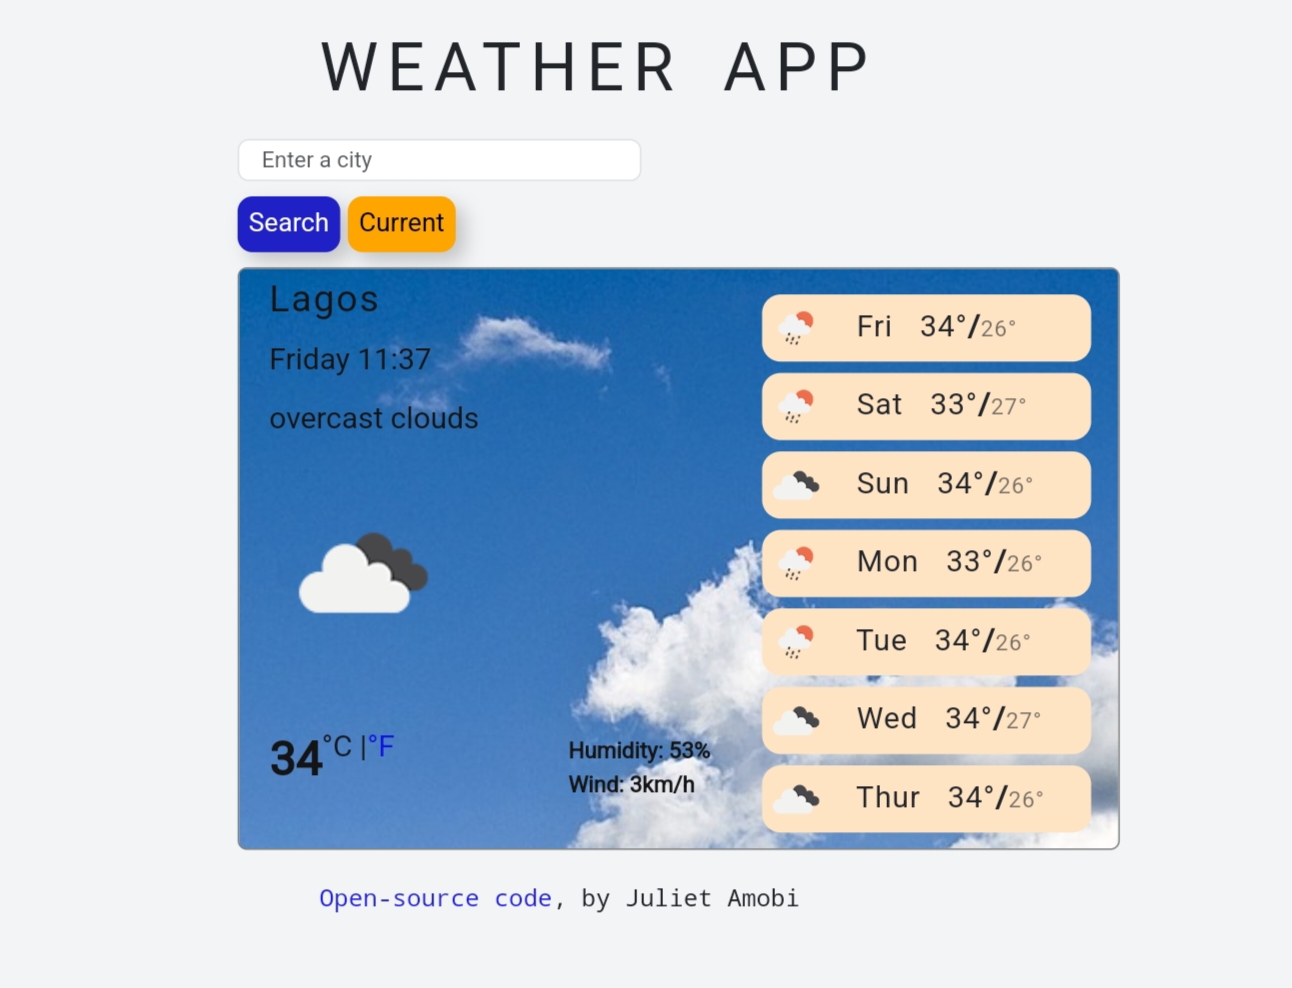 WEATHER APP
Enter a city
Search Current
Lagos
Friday 11:37
overcast clouds
34°C |°F
Humidity: 53%
Wind: 3km/h
Fri 34°/26°
Sat 33°/27°
Sun 34°/26°
Mon 33°/26°
Tue 34°/26°
Wed 34°/27°
Thur 34°/26°
Open-source code, by Juliet Amobi